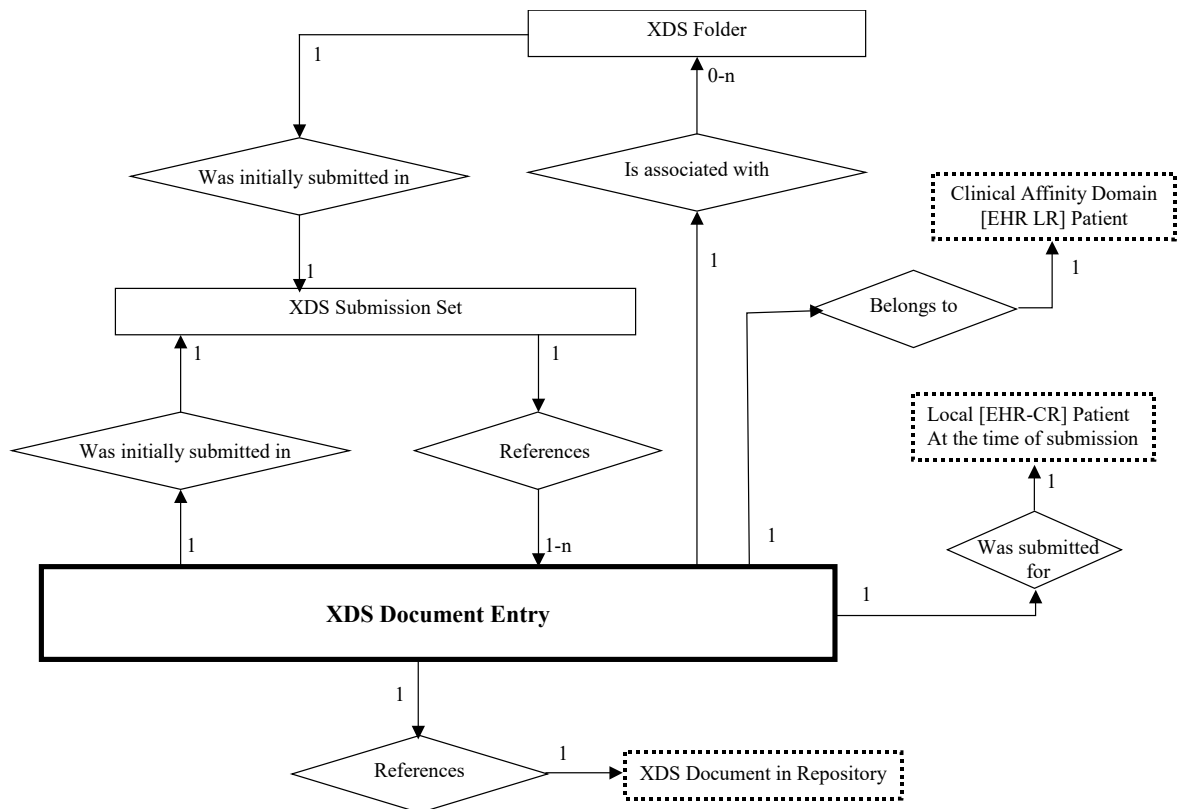 XDS Folder
1
0-n
Was initially submitted in
Is associated with
Clinical Affinity Domain
[EHR LR] Patient
1
1
1
XDS Submission Set
Belongs to
1
1
Local [EHR-CR] Patient
At the time of submission
Was initially submitted in
References
1
1
1
1-n
Was submitted
for
XDS Document Entry
1
1
1
References
XDS Document in Repository